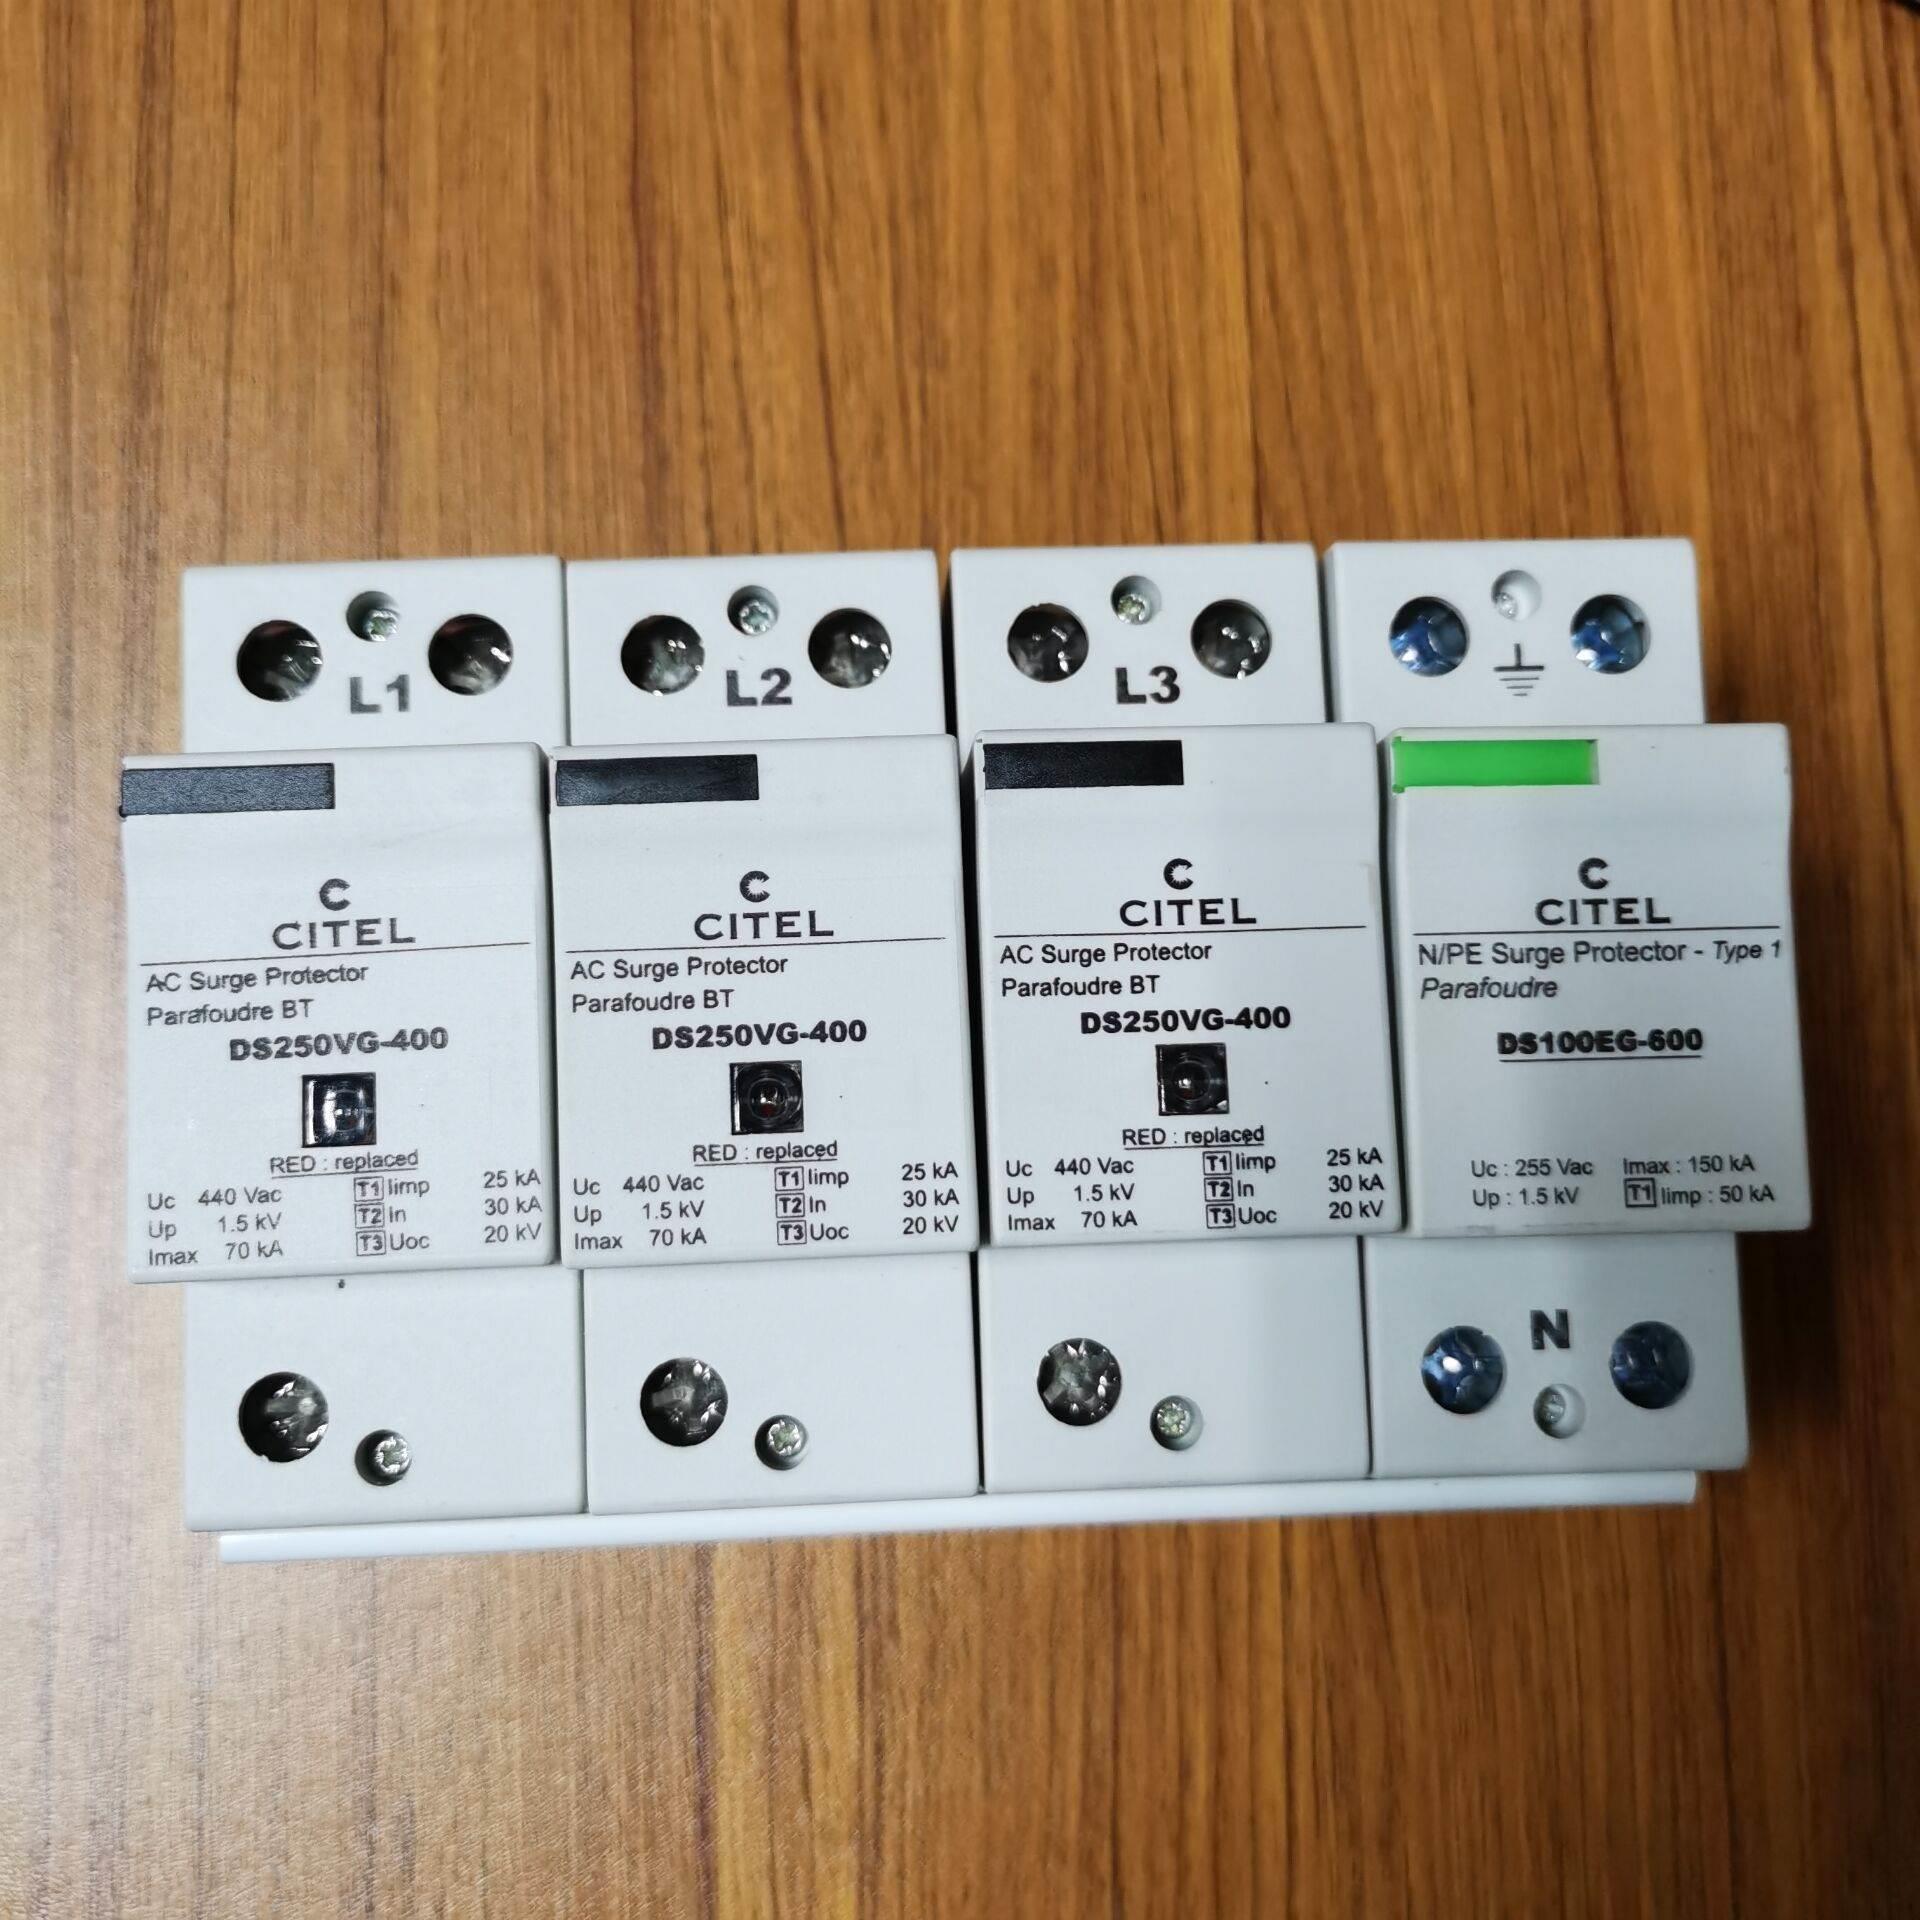 L1
L2
L3
C
CITEL
AC Surge Protector
Parafoudre BT
DS250VG-400
RED : replaced
Uc 440 Vac T1 Iimp 25 kA
Up 1.5 kV T2 In 30 kA
Imax 70 kA T3 Uoc 20 kV
C
CITEL
AC Surge Protector
Parafoudre BT
DS250VG-400
RED : replaced
Uc 440 Vac T1 Iimp 25 kA
Up 1.5 kV T2 In 30 kA
Imax 70 kA T3 Uoc 20 kV
C
CITEL
AC Surge Protector
Parafoudre BT
DS250VG-400
RED : replaced
Uc 440 Vac T1 Iimp 25 kA
Up 1.5 kV T2 In 30 kA
Imax 70 kA T3 Uoc 20 kV
C
CITEL
N/PE Surge Protector - Type 1
Parafoudre
DS100EG-600
Uc : 255 Vac Imax : 150 kA
Up : 1.5 kV T1 Iimp : 50 kA
N